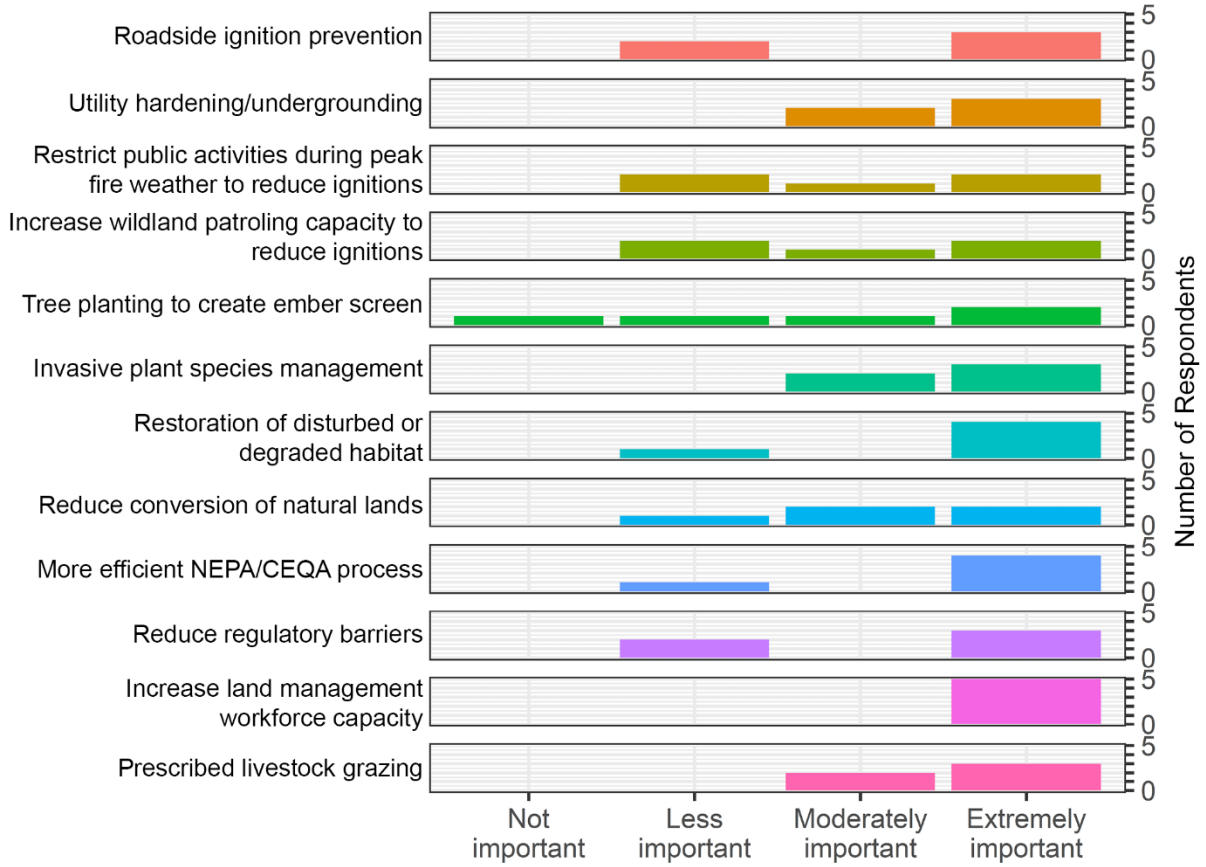 Roadside ignition prevention
5
0
Utility hardening/undergrounding
5
0
Restrict public activities during peak
fire weather to reduce ignitions
5
0
Increase wildland patroling capacity to
reduce ignitions
5
0
Tree planting to create ember screen
5
0
Invasive plant species management
5
0
Restoration of disturbed or
degraded habitat
5
0
Reduce conversion of natural lands
5
0
More efficient NEPA/CEQA process
5
0
Reduce regulatory barriers
5
0
Increase land management
workforce capacity
5
0
Prescribed livestock grazing
5
0
Number of Respondents
Not
important
Less
important
Moderately
important
Extremely
important